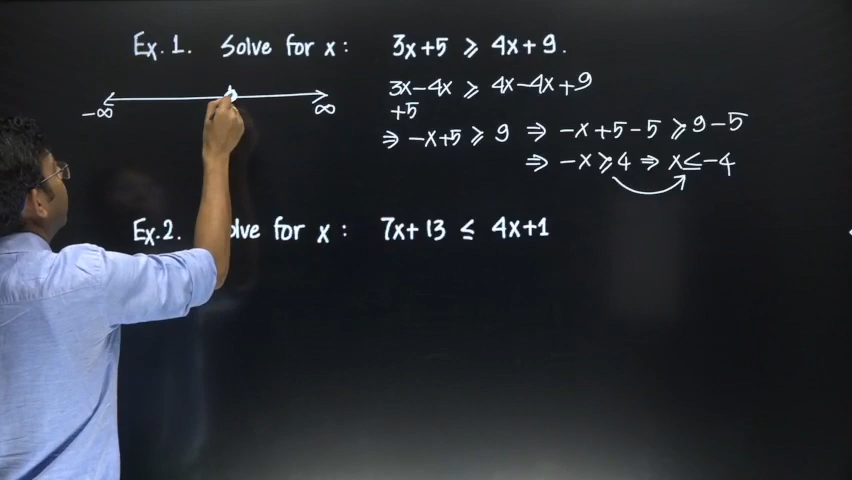 Ex.1. Solve for x: 3x+5 ⩾ 4x+9.
-∞ ∞
3x-4x ⩾ 4x-4x+9
+5
⇒ -x+5 ⩾ 9 ⇒ -x+5-5 ⩾ 9-5
⇒ -x ⩾ 4 ⇒ x ≤ -4
Ex.2. for x: 7x+13 ≤ 4x+1